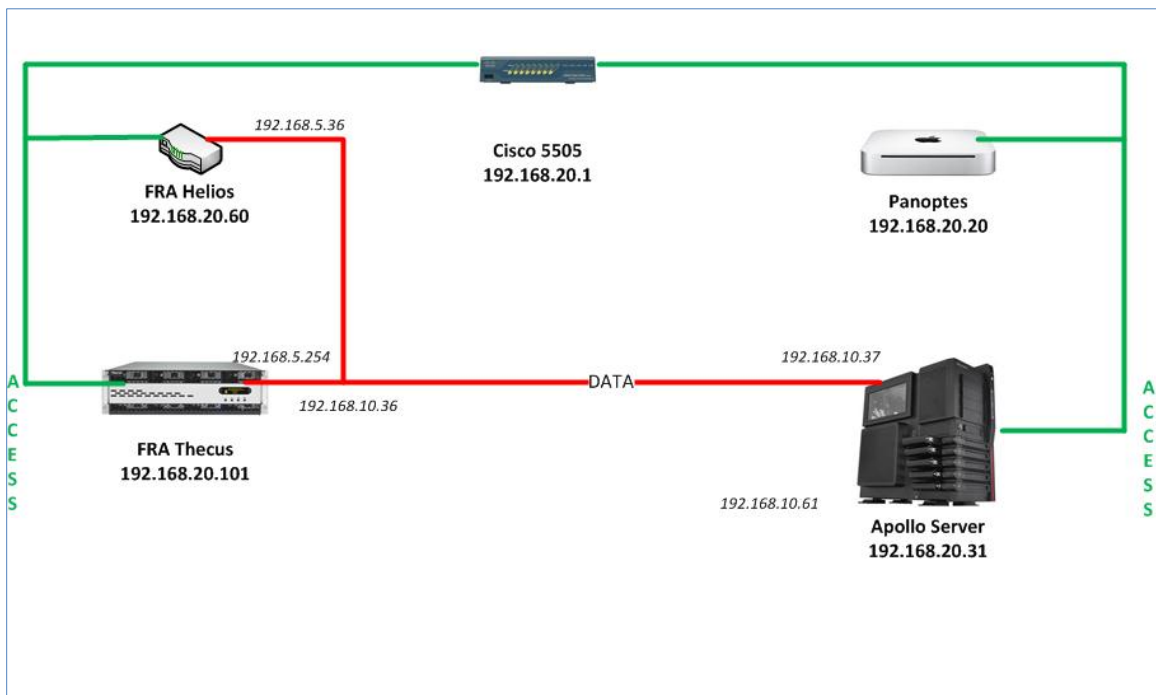 192.168.5.36
Cisco 5505
192.168.20.1
FRA Helios
192.168.20.60
Panoptes
192.168.20.20
192.168.5.254
192.168.10.37
DATA
192.168.10.36
ACCESS
ACCESS
FRA Thecus
192.168.20.101
192.168.10.61
Apollo Server
192.168.20.31